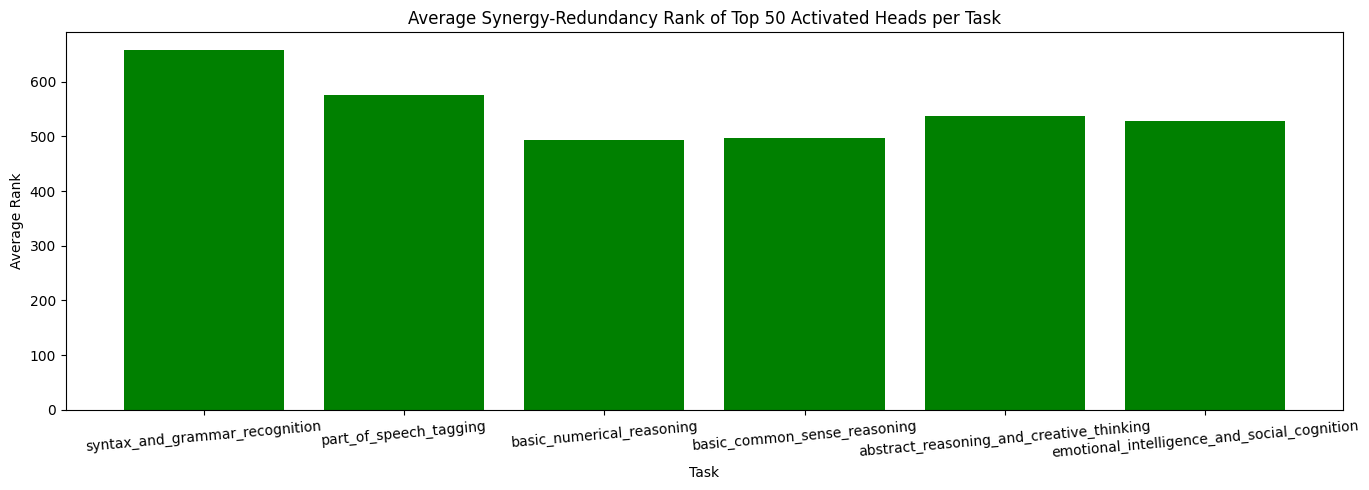 Average Synergy-Redundancy Rank of Top 50 Activated Heads per Task
Average Rank
600
500
400
300
200
100
0
syntax_and_grammar_recognition
part_of_speech_tagging
basic_numerical_reasoning
basic_common_sense_reasoning
abstract_reasoning_and_creative_thinking
emotional_intelligence_and_social_cognition
Task